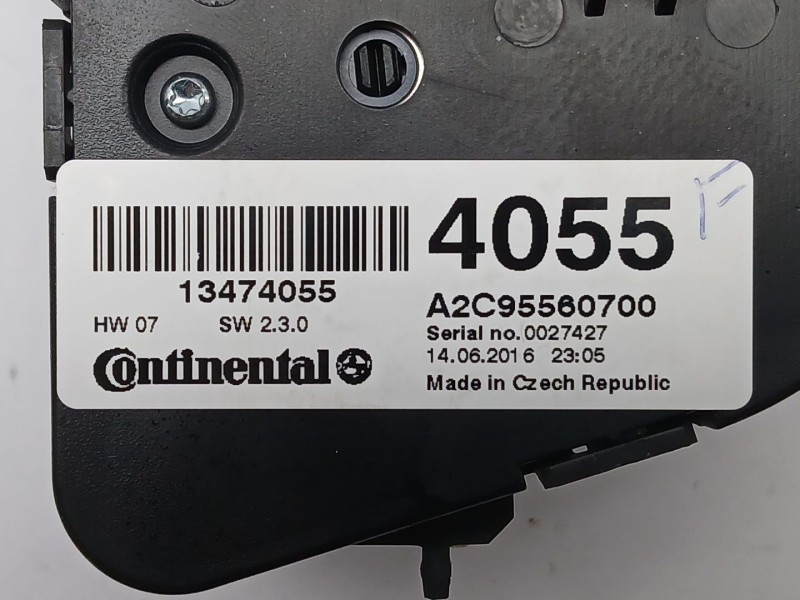 4055
13474055
A2C95560700
HW 07 SW 2.3.0
Serial no.0027427
14.06.2016 23:05
Continental
Made in Czech Republic